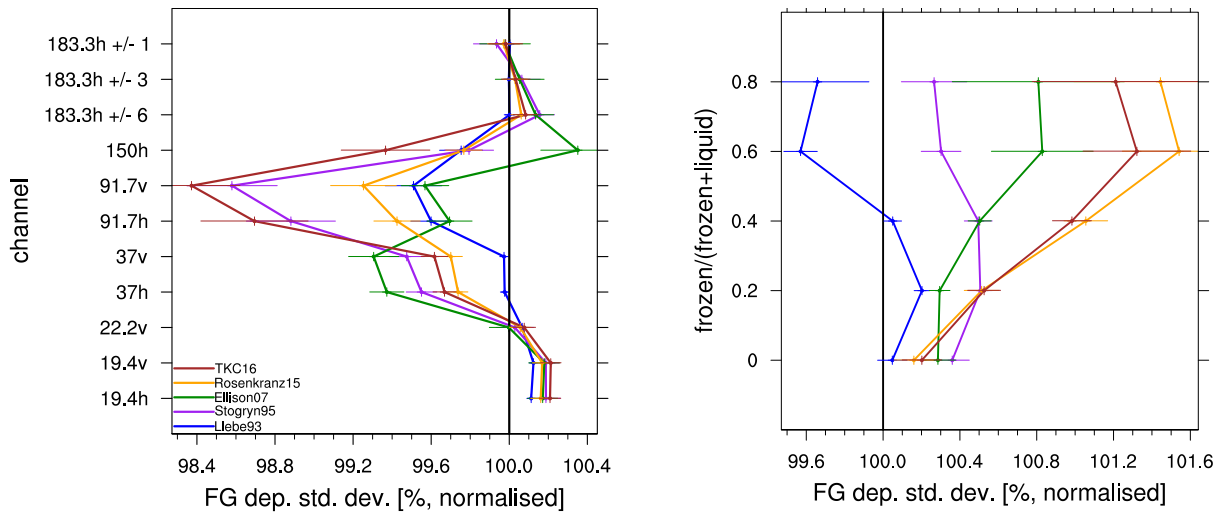 channel
183.3h +/- 1
183.3h +/- 3
183.3h +/- 6
150h
91.7v
91.7h
37v
37h
22.2v
19.4v
19.4h
TKC16
Rosenkranz15
Ellison07
Stogryn95
LIebe93
98.4 98.8 99.2 99.6 100.0 100.4
FG dep. std. dev. [%, normalised]
frozen/(frozen+liquid)
0.8
0.6
0.4
0.2
0
99.6 100.0 100.4 100.8 101.2 101.6
FG dep. std. dev. [%, normalised]